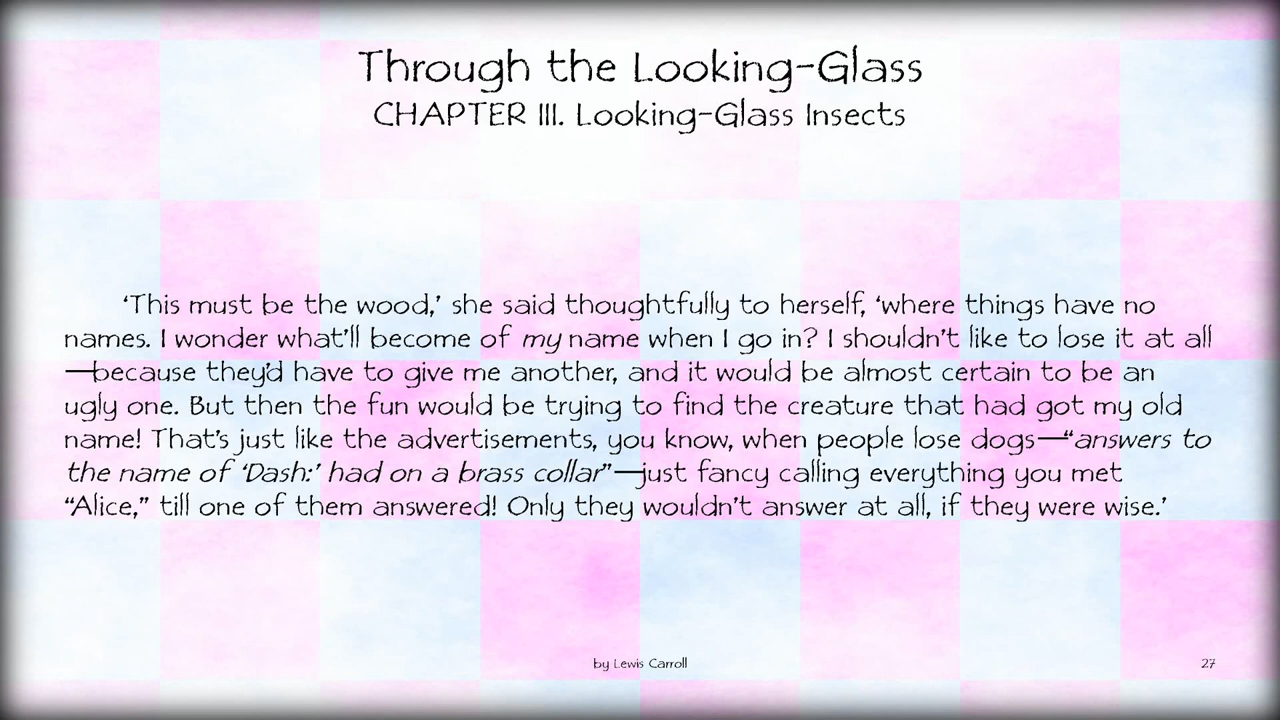 Through the Looking-Glass
CHAPTER III. Looking-Glass Insects
‘This must be the wood,’ she said thoughtfully to herself, ‘where things have no
names. I wonder what’ll become of my name when I go in? I shouldn’t like to lose it at all
—because they’d have to give me another, and it would be almost certain to be an
ugly one. But then the fun would be trying to find the creature that had got my old
name! That’s just like the advertisements, you know, when people lose dogs—“answers to
the name of ‘Dash:’ had on a brass collar”—just fancy calling everything you met
“Alice,” till one of them answered! Only they wouldn’t answer at all, if they were wise.’
by Lewis Carroll
27